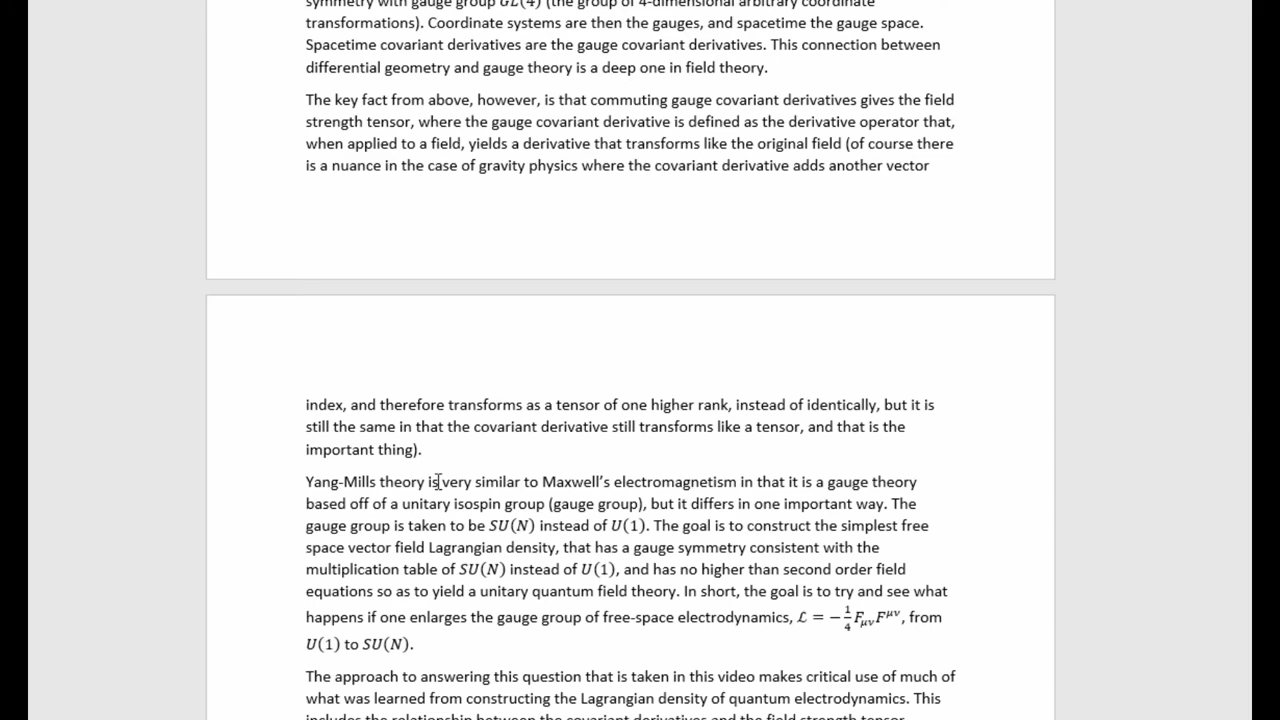 symmetry with gauge group GL(4) (the group of 4-dimensional arbitrary coordinate
transformations). Coordinate systems are then the gauges, and spacetime the gauge space.
Spacetime covariant derivatives are the gauge covariant derivatives. This connection between
differential geometry and gauge theory is a deep one in field theory.
The key fact from above, however, is that commuting gauge covariant derivatives gives the field
strength tensor, where the gauge covariant derivative is defined as the derivative operator that,
when applied to a field, yields a derivative that transforms like the original field (of course there
is a nuance in the case of gravity physics where the covariant derivative adds another vector
index, and therefore transforms as a tensor of one higher rank, instead of identically, but it is
still the same in that the covariant derivative still transforms like a tensor, and that is the
important thing).
Yang-Mills theory is very similar to Maxwell’s electromagnetism in that it is a gauge theory
based off of a unitary isospin group (gauge group), but it differs in one important way. The
gauge group is taken to be SU(N) instead of U(1). The goal is to construct the simplest free
space vector field Lagrangian density, that has a gauge symmetry consistent with the
multiplication table of SU(N) instead of U(1), and has no higher than second order field
equations so as to yield a unitary quantum field theory. In short, the goal is to try and see what
happens if one enlarges the gauge group of free-space electrodynamics, ℒ = −1/4 F_μν F^μν, from
U(1) to SU(N).
The approach to answering this question that is taken in this video makes critical use of much of
what was learned from constructing the Lagrangian density of quantum electrodynamics. This
includes the relationship between the covariant derivatives and the field strength tensor